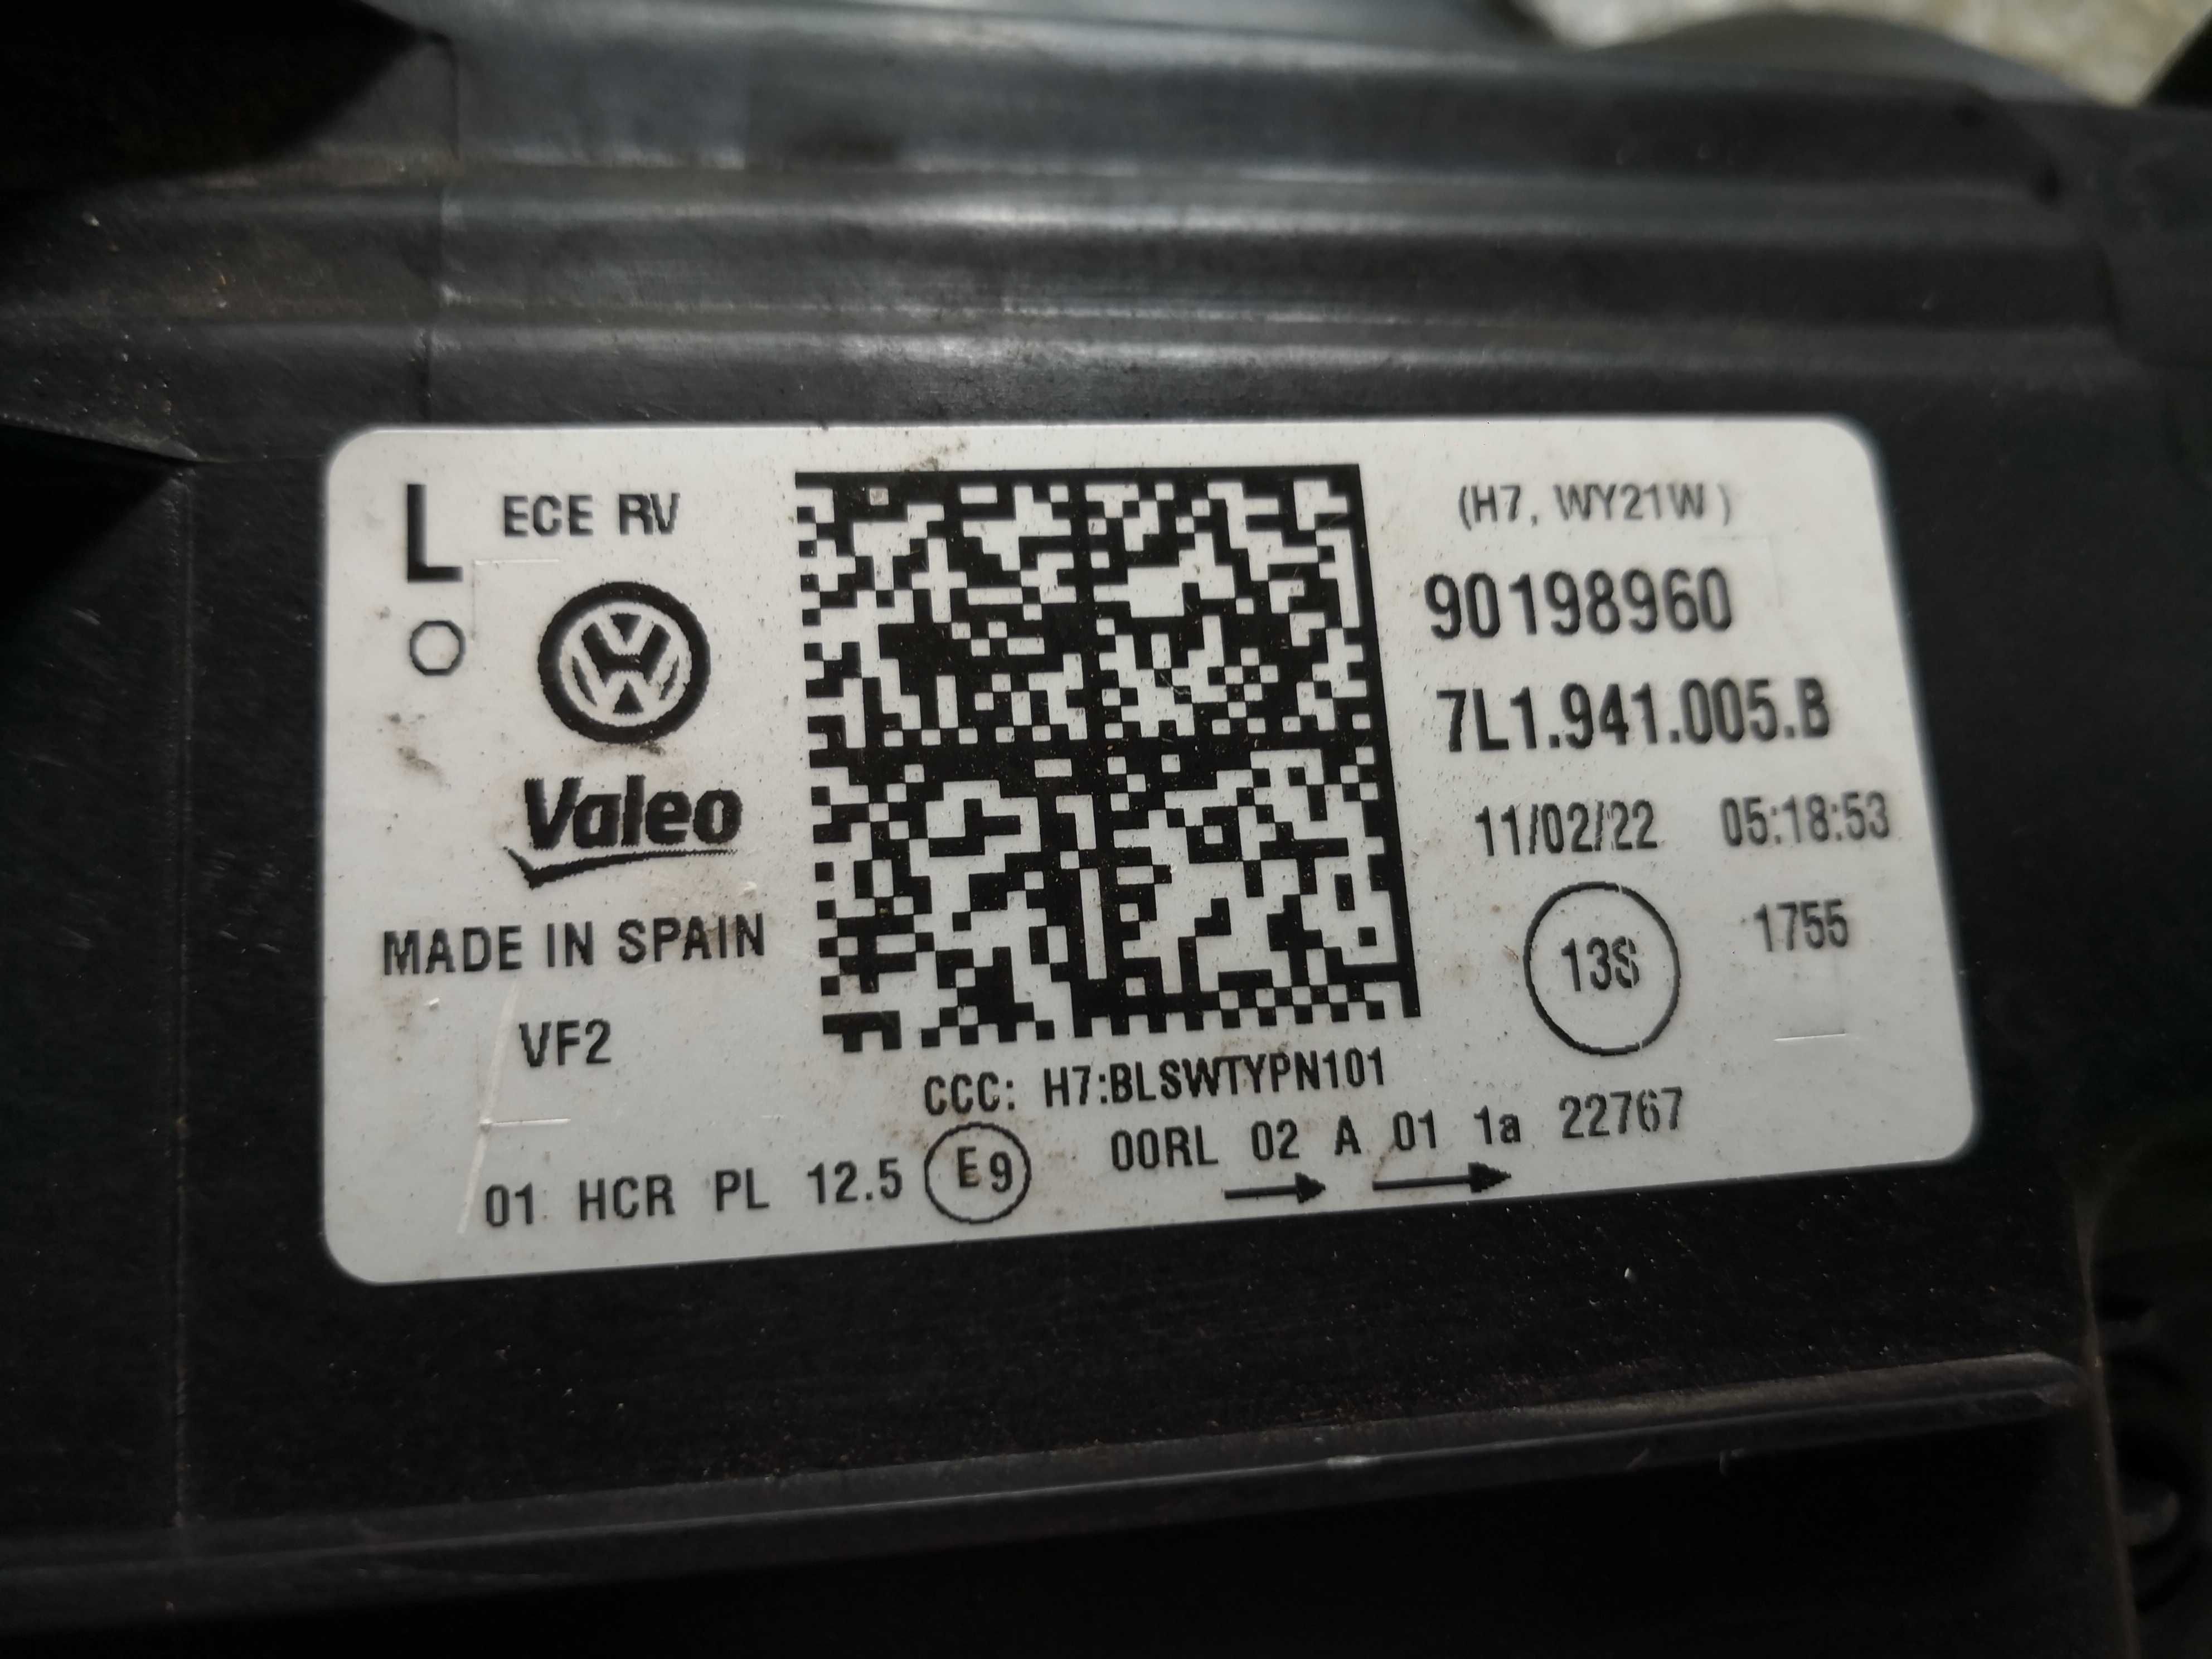 L ECE RV
Valeo
MADE IN SPAIN
VF2
(H7, WY21W)
90198960
7L1.941.005.B
11/02/22 05:18:53
13S 1755
CCC: H7:BLSWTYPN101
01 HCR PL 12.5 E9 00RL 02 A 01 1a 22767